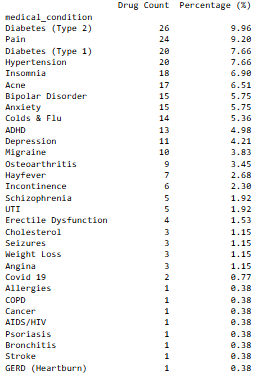 Drug Count Percentage (%)
medical_condition
Diabetes (Type 2) 26 9.96
Pain 24 9.20
Diabetes (Type 1) 20 7.66
Hypertension 20 7.66
Insomnia 18 6.90
Acne 17 6.51
Bipolar Disorder 15 5.75
Anxiety 15 5.75
Colds & Flu 14 5.36
ADHD 13 4.98
Depression 11 4.21
Migraine 10 3.83
Osteoarthritis 9 3.45
Hayfever 7 2.68
Incontinence 6 2.30
Schizophrenia 5 1.92
UTI 5 1.92
Erectile Dysfunction 4 1.53
Cholesterol 3 1.15
Seizures 3 1.15
Weight Loss 3 1.15
Angina 3 1.15
Covid 19 2 0.77
Allergies 1 0.38
COPD 1 0.38
Cancer 1 0.38
AIDS/HIV 1 0.38
Psoriasis 1 0.38
Bronchitis 1 0.38
Stroke 1 0.38
GERD (Heartburn) 1 0.38